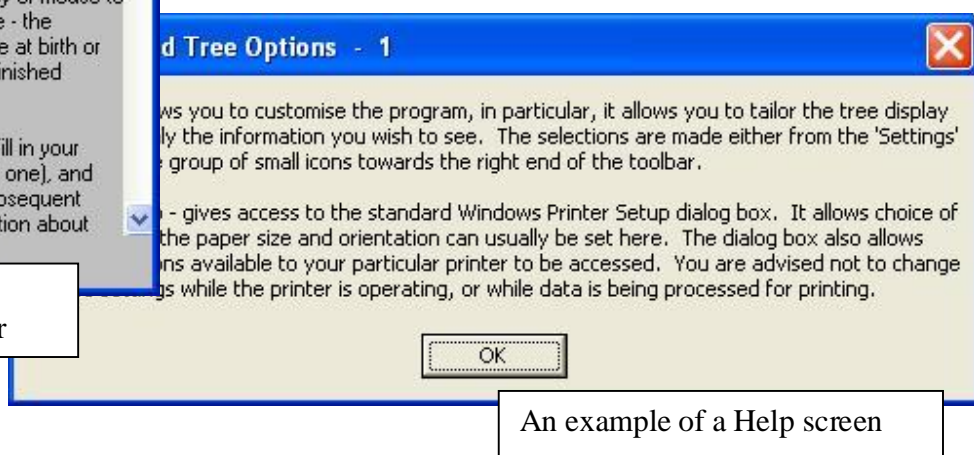 e - the
e at birth or
inished
ill in your
one), and
bsequent
tion about
r
d Tree Options - 1
ws you to customise the program, in particular, it allows you to tailor the tree display
ly the information you wish to see. The selections are made either from the 'Settings'
group of small icons towards the right end of the toolbar.
- gives access to the standard Windows Printer Setup dialog box. It allows choice of
the paper size and orientation can usually be set here. The dialog box also allows
ns available to your particular printer to be accessed. You are advised not to change
gs while the printer is operating, or while data is being processed for printing.
OK
An example of a Help screen